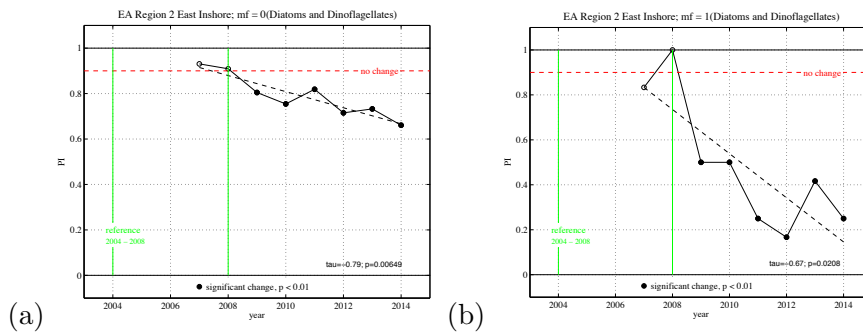 EA Region 2 East Inshore; mf = 0(Diatoms and Dinoflagellates)
1
0.8
0.6
0.4
0.2
0
PI
no change
reference
2004 − 2008
tau=−0.79; p=0.00649
significant change, p < 0.01
2004 2006 2008 2010 2012 2014
year
(a)
EA Region 2 East Inshore; mf = 1(Diatoms and Dinoflagellates)
1
0.8
0.6
0.4
0.2
0
PI
no change
reference
2004 − 2008
tau=−0.67; p=0.0208
significant change, p < 0.01
2004 2006 2008 2010 2012 2014
year
(b)